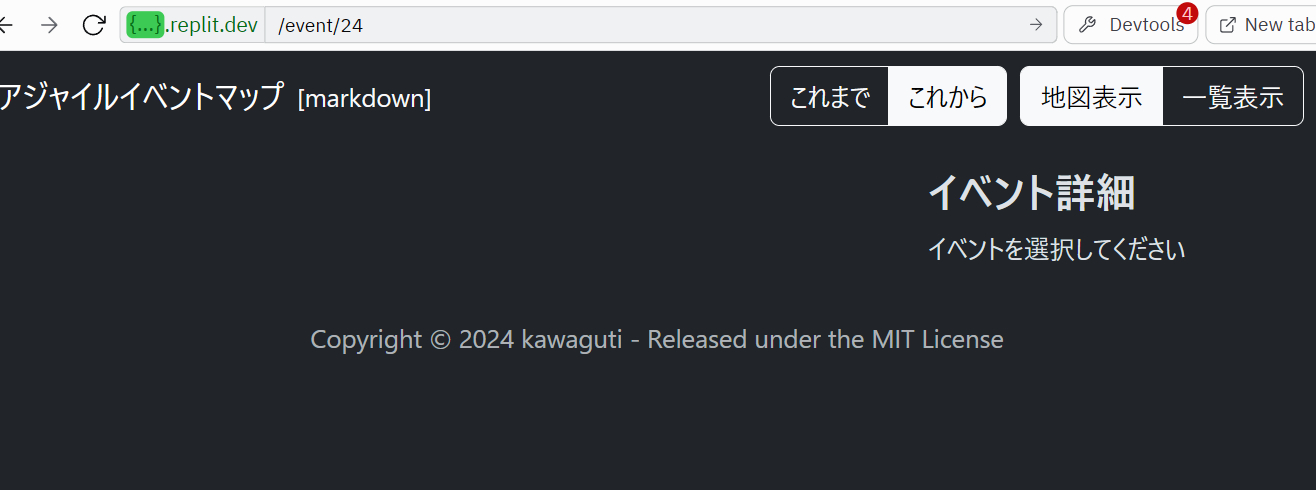 {...}.replit.dev /event/24 Devtools 4 New tab
アジャイルイベントマップ [markdown] これまで これから 地図表示 一覧表示
イベント詳細
イベントを選択してください
Copyright © 2024 kawaguti - Released under the MIT License